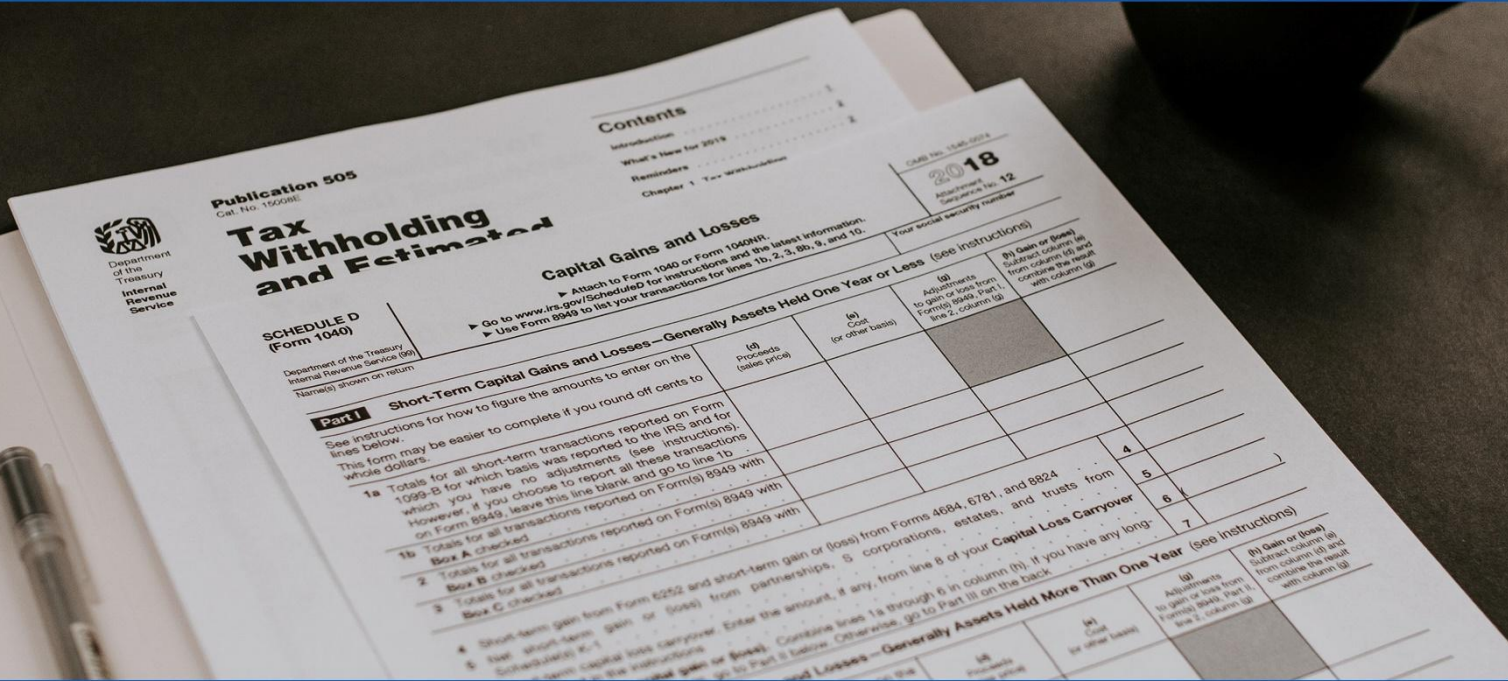 Department
of the
Treasury
Internal
Revenue
Service
Publication 505
Cat. No. 15008E
Tax
Withholding
and Estimated
Contents
Introduction 1
What's New for 2019 2
Reminders 2
Chapter 1 Tax Withholding
SCHEDULE D
(Form 1040)
Department of the Treasury
Internal Revenue Service (99)
Name(s) shown on return
Capital Gains and Losses
► Attach to Form 1040 or Form 1040NR.
► Go to www.irs.gov/ScheduleD for instructions and the latest information.
► Use Form 8949 to list your transactions for lines 1b, 2, 3, 8b, 9, and 10.
OMB No. 1545-0074
2018
Attachment
Sequence No. 12
Your social security number
Part I Short-Term Capital Gains and Losses—Generally Assets Held One Year or Less (see instructions)
See instructions for how to figure the amounts to enter on the
lines below.
This form may be easier to complete if you round off cents to
whole dollars.
(d)
Proceeds
(sales price)
(e)
Cost
(or other basis)
(g)
Adjustments
to gain or loss from
Form(s) 8949, Part I,
line 2, column (g)
(h) Gain or (loss)
Subtract column (e)
from column (d) and
combine the result
with column (g)
1a Totals for all short-term transactions reported on Form
1099-B for which basis was reported to the IRS and for
which you have no adjustments (see instructions).
However, if you choose to report all these transactions
on Form 8949, leave this line blank and go to line 1b
1b Totals for all transactions reported on Form(s) 8949 with
Box A checked
2 Totals for all transactions reported on Form(s) 8949 with
Box B checked
3 Totals for all transactions reported on Form(s) 8949 with
Box C checked
4 Short-term gain from Form 6252 and short-term gain or (loss) from Forms 4684, 6781, and 8824 4
5 Net short-term gain or (loss) from partnerships, S corporations, estates, and trusts from
Schedule(s) K-1 5
capital loss carryover. Enter the amount, if any, from line 8 of your Capital Loss Carryover
in the instructions 6 ( )
gain or (loss). Combine lines 1a through 6 in column (h). If you have any long-
go to Part II below. Otherwise, go to Part III on the back 7
and Losses—Generally Assets Held More Than One Year (see instructions)
(d)
Proceeds
price)
(e)
Cost
(or other basis)
(g)
Adjustments
to gain or loss from
Form(s) 8949, Part II,
line 2, column (g)
(h) Gain or (loss)
Subtract column (e)
from column (d) and
combine the result
with column (g)